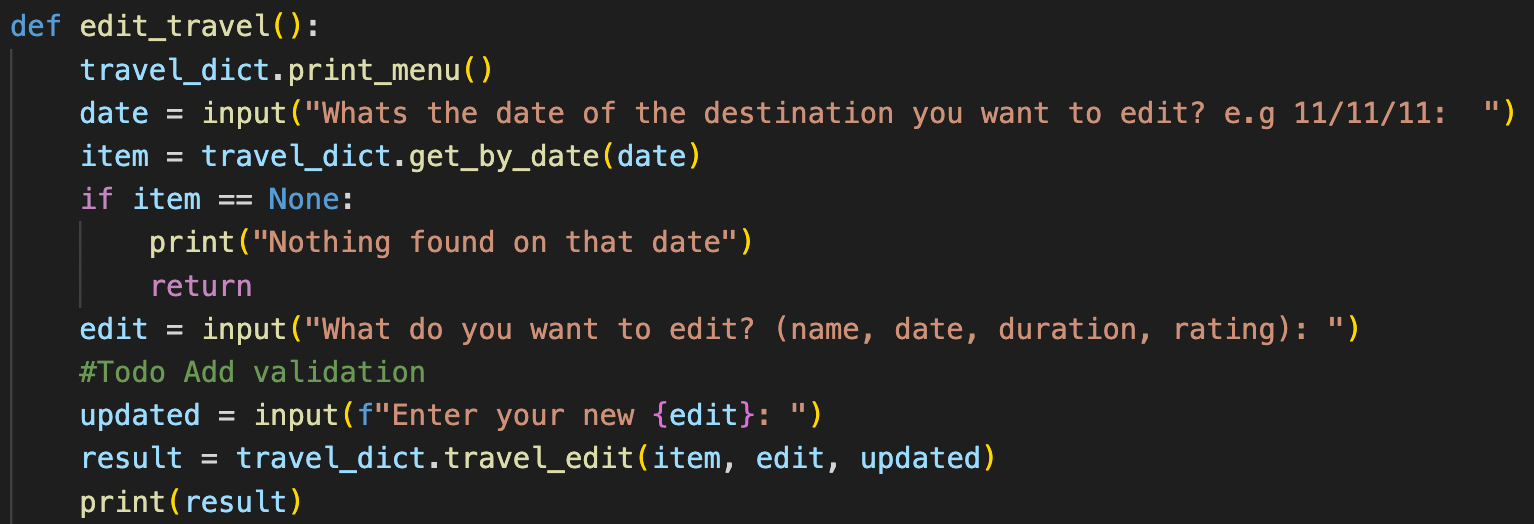 def edit_travel():
    travel_dict.print_menu()
    date = input("Whats the date of the destination you want to edit? e.g 11/11/11:  ")
    item = travel_dict.get_by_date(date)
    if item == None:
        print("Nothing found on that date")
        return
    edit = input("What do you want to edit? (name, date, duration, rating): ")
    #Todo Add validation
    updated = input(f"Enter your new {edit}: ")
    result = travel_dict.travel_edit(item, edit, updated)
    print(result)